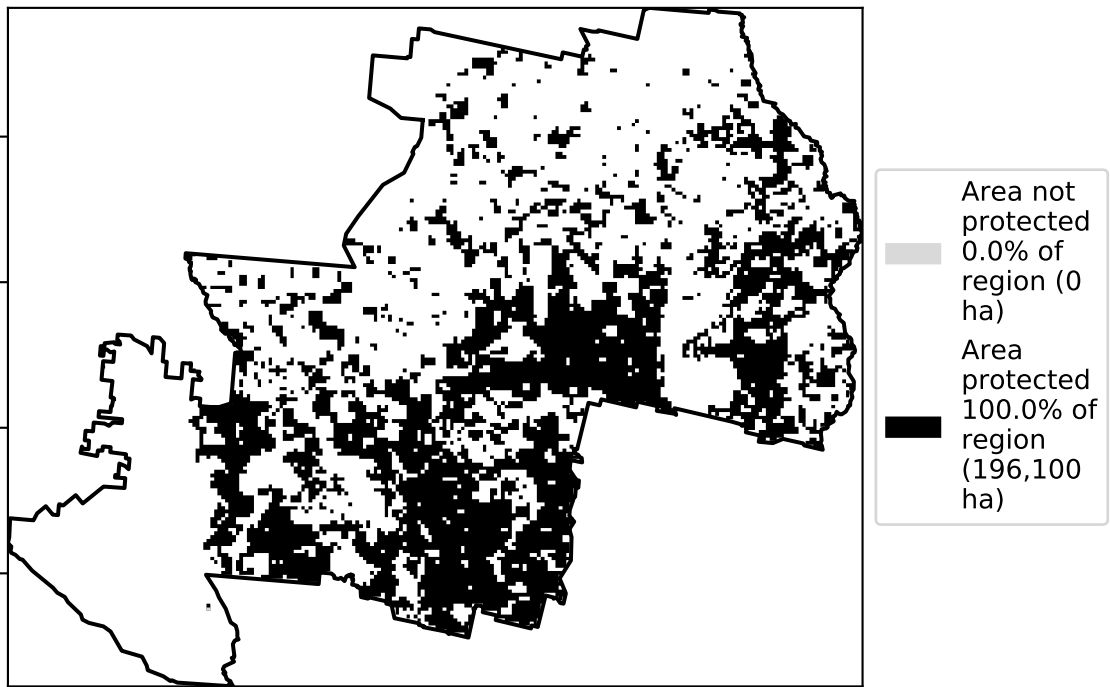 Area not
protected
0.0% of
region (0
ha)
Area
protected
100.0% of
region
(196,100
ha)